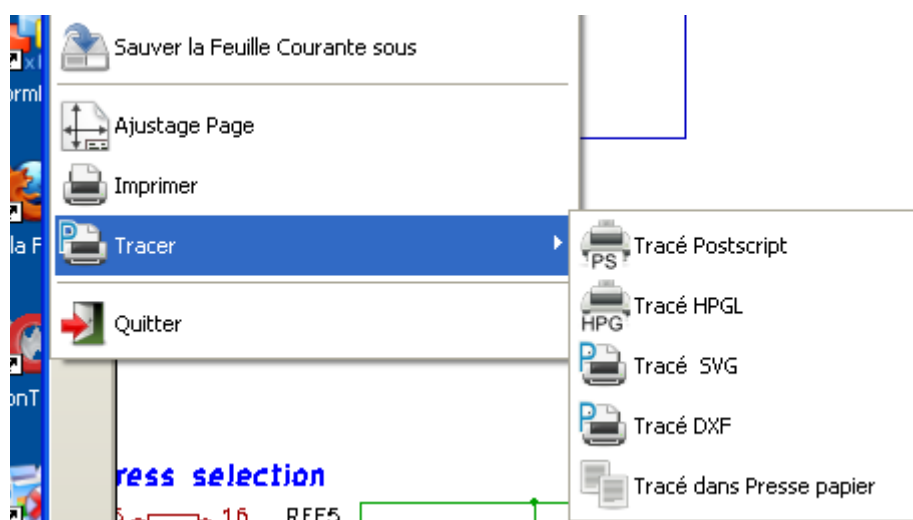 Sauver la Feuille Courante sous
Ajustage Page
Imprimer
Tracer
Quitter
Tracé Postscript
PS
Tracé HPGL
HPG
Tracé SVG
Tracé DXF
Tracé dans Presse papier
ress selection
16 REF5